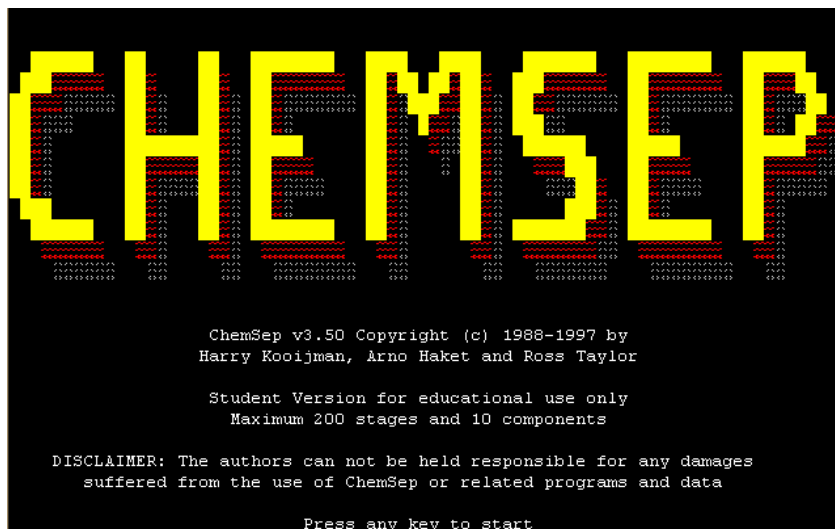 CHEMSEP
ChemSep v3.50 Copyright (c) 1988-1997 by
Harry Kooijman, Arno Haket and Ross Taylor
Student Version for educational use only
Maximum 200 stages and 10 components
DISCLAIMER: The authors can not be held responsible for any damages
suffered from the use of ChemSep or related programs and data
Press any key to start